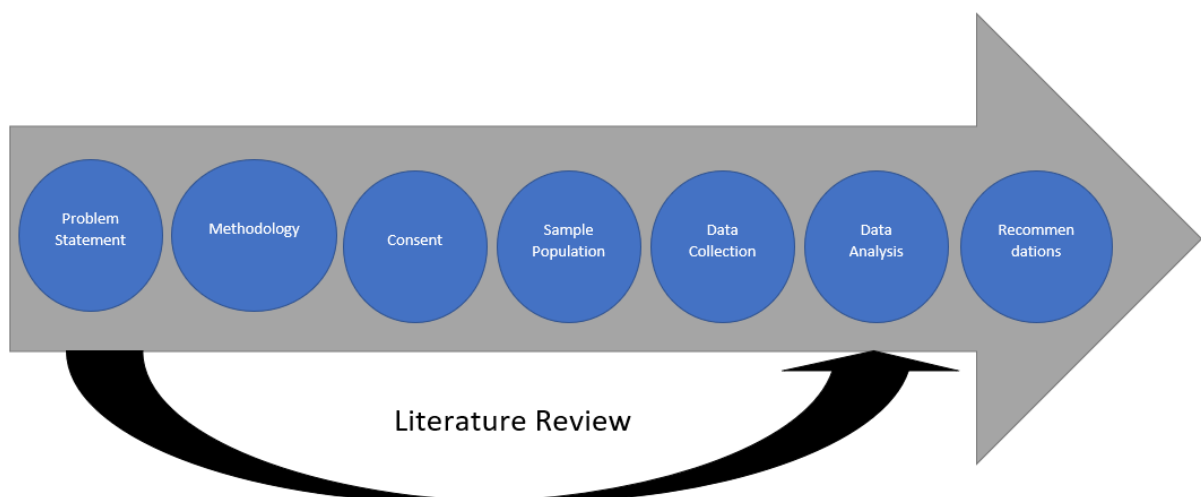 Problem
Statement
Methodology
Consent
Sample
Population
Data
Collection
Data
Analysis
Recommen
dations
Literature Review